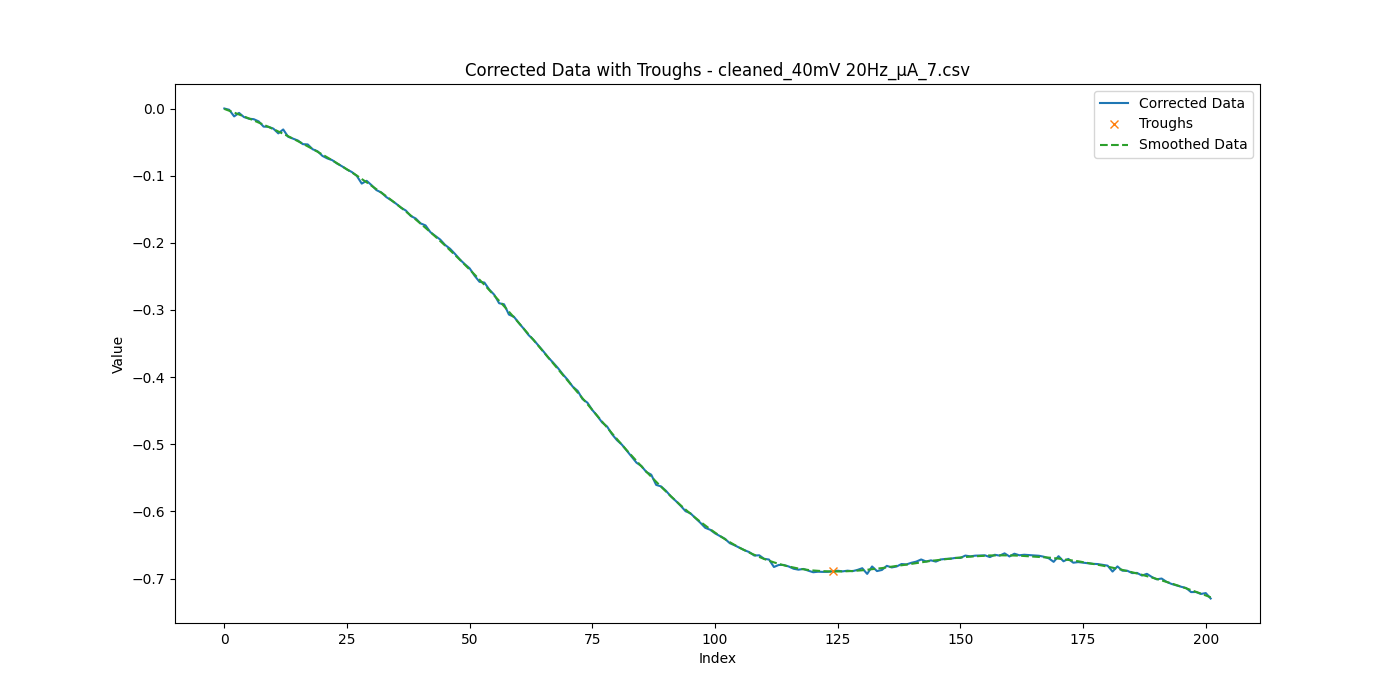 Corrected Data with Troughs - cleaned_40mV 20Hz_μA_7.csv
Corrected Data
Troughs
Smoothed Data
0.0
−0.1
−0.2
−0.3
−0.4
−0.5
−0.6
−0.7
Value
0 25 50 75 100 125 150 175 200
Index